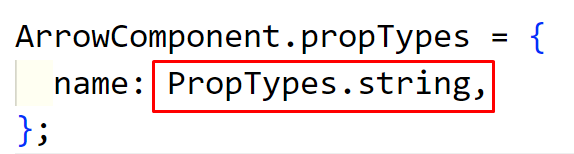 ArrowComponent.propTypes = {
name: PropTypes.string,
};